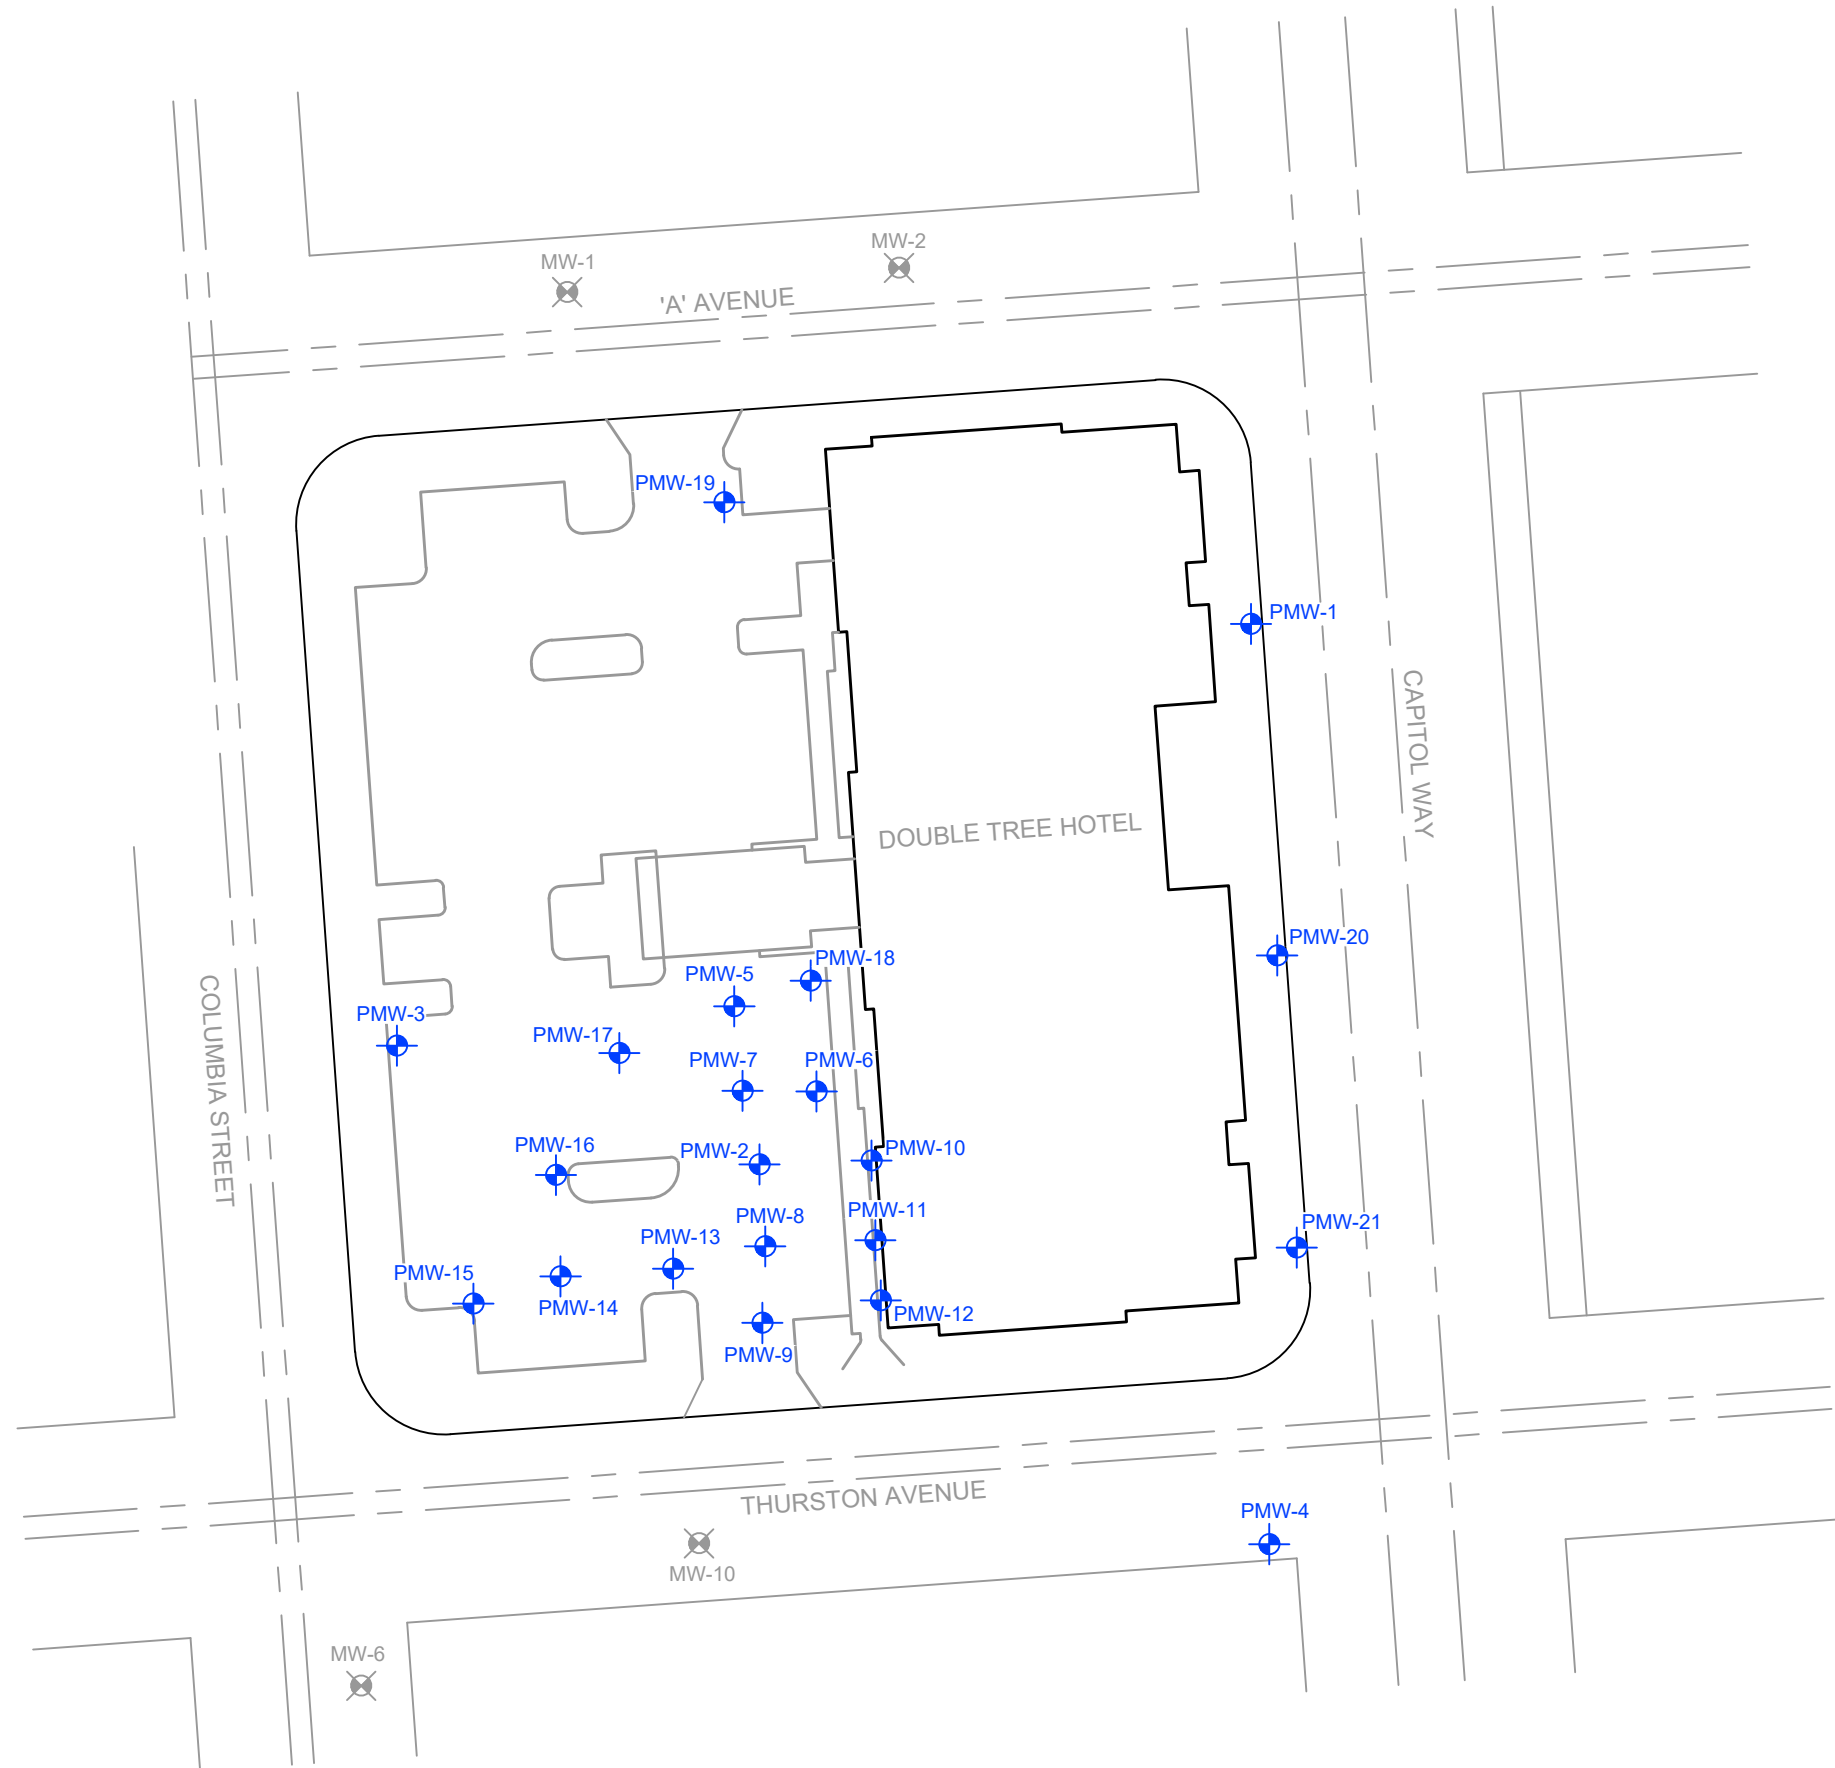 MW-2
MW-1
'A' AVENUE
PMW-19
PMW-1
CAPITOL WAY
DOUBLE TREE HOTEL
PMW-20
PMW-18
PMW-5
COLUMBIA STREET
PMW-3
PMW-17
PMW-7
PMW-6
PMW-16
PMW-2
PMW-10
PMW-11
PMW-8
PMW-21
PMW-13
PMW-15
PMW-14
PMW-12
PMW-9
THURSTON AVENUE
PMW-4
MW-10
MW-6